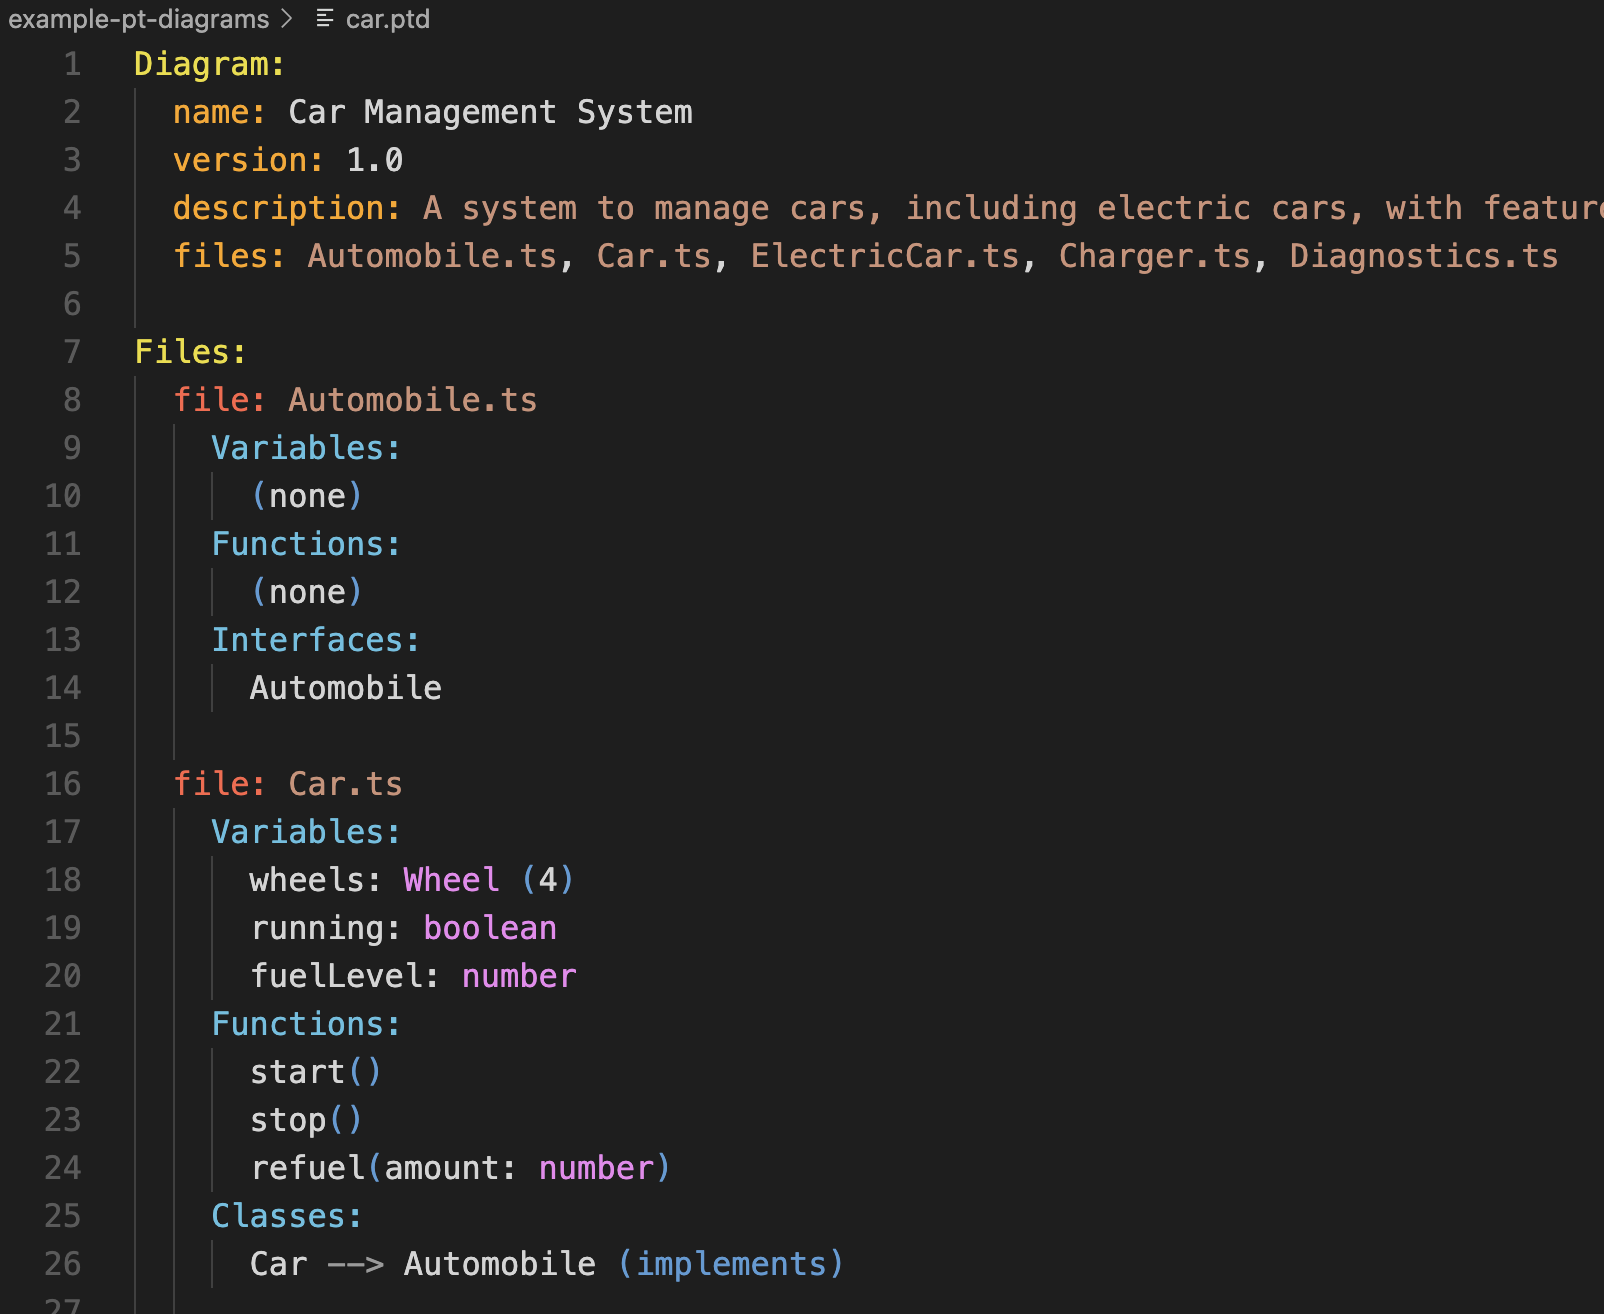 example-pt-diagrams > car.ptd
1 Diagram:
2 name: Car Management System
3 version: 1.0
4 description: A system to manage cars, including electric cars, with feature
5 files: Automobile.ts, Car.ts, ElectricCar.ts, Charger.ts, Diagnostics.ts
6
7 Files:
8 file: Automobile.ts
9 Variables:
10 (none)
11 Functions:
12 (none)
13 Interfaces:
14 Automobile
15
16 file: Car.ts
17 Variables:
18 wheels: Wheel (4)
19 running: boolean
20 fuelLevel: number
21 Functions:
22 start()
23 stop()
24 refuel(amount: number)
25 Classes:
26 Car --> Automobile (implements)
27